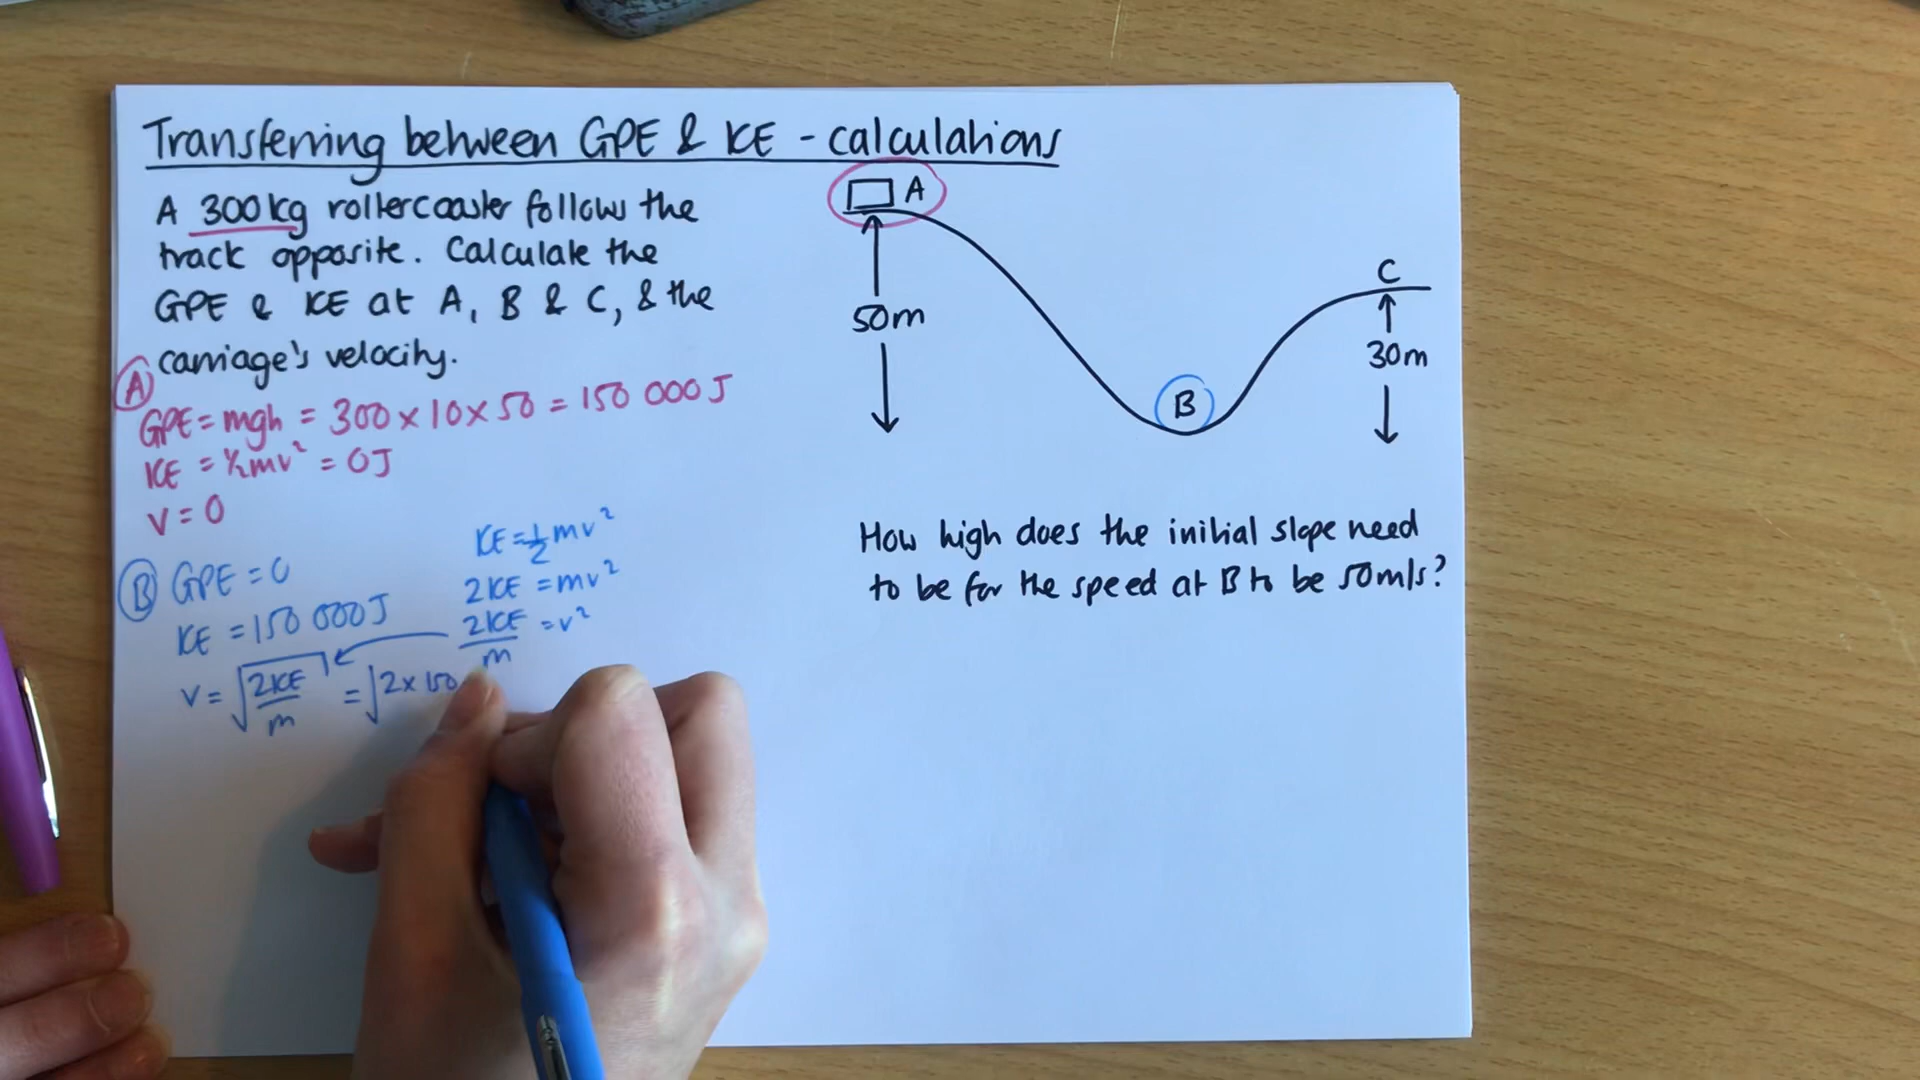 Transferring between GPE & KE - calculations
A 300kg rollercoaster follows the
track opposite. Calculate the
GPE & KE at A, B & C, & the
carriage's velocity.
A
GPE = mgh = 300 × 10 × 50 = 150 000 J
KE = ½mv² = 0J
V = 0
B GPE = 0
KE = 150 000 J
V = √(2KE/m) = √2 × 150
KE = ½mv²
2KE = mv²
2KE/m = v²
A
50m
B
C
30m
How high does the initial slope need
to be for the speed at B to be 50m/s?